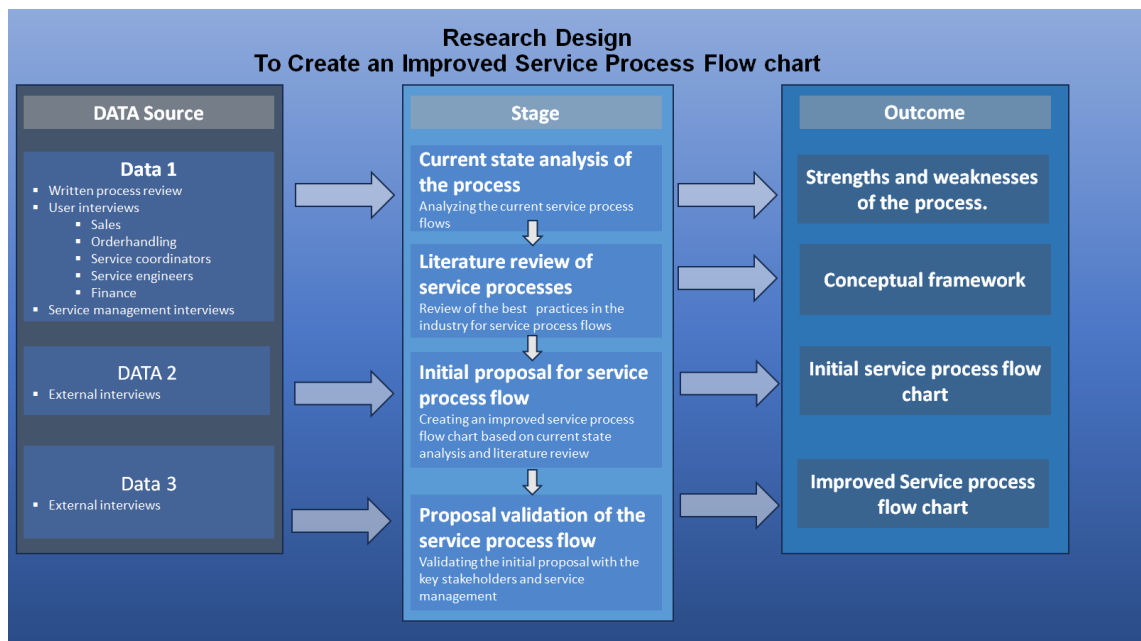 Research Design
To Create an Improved Service Process Flow chart
DATA Source
Data 1
▪ Written process review
▪ User interviews
▪ Sales
▪ Orderhandling
▪ Service coordinators
▪ Service engineers
▪ Finance
▪ Service management interviews
DATA 2
▪ External interviews
Data 3
▪ External interviews
Stage
Current state analysis of
the process
Analyzing the current service process
flows
Literature review of
service processes
Review of the best practices in the
industry for service process flows
Initial proposal for service
process flow
Creating an improved service process
flow chart based on current state
analysis and literature review
Proposal validation of the
service process flow
Validating the initial proposal with the
key stakeholders and service
management
Outcome
Strengths and weaknesses
of the process.
Conceptual framework
Initial service process flow
chart
Improved Service process
flow chart